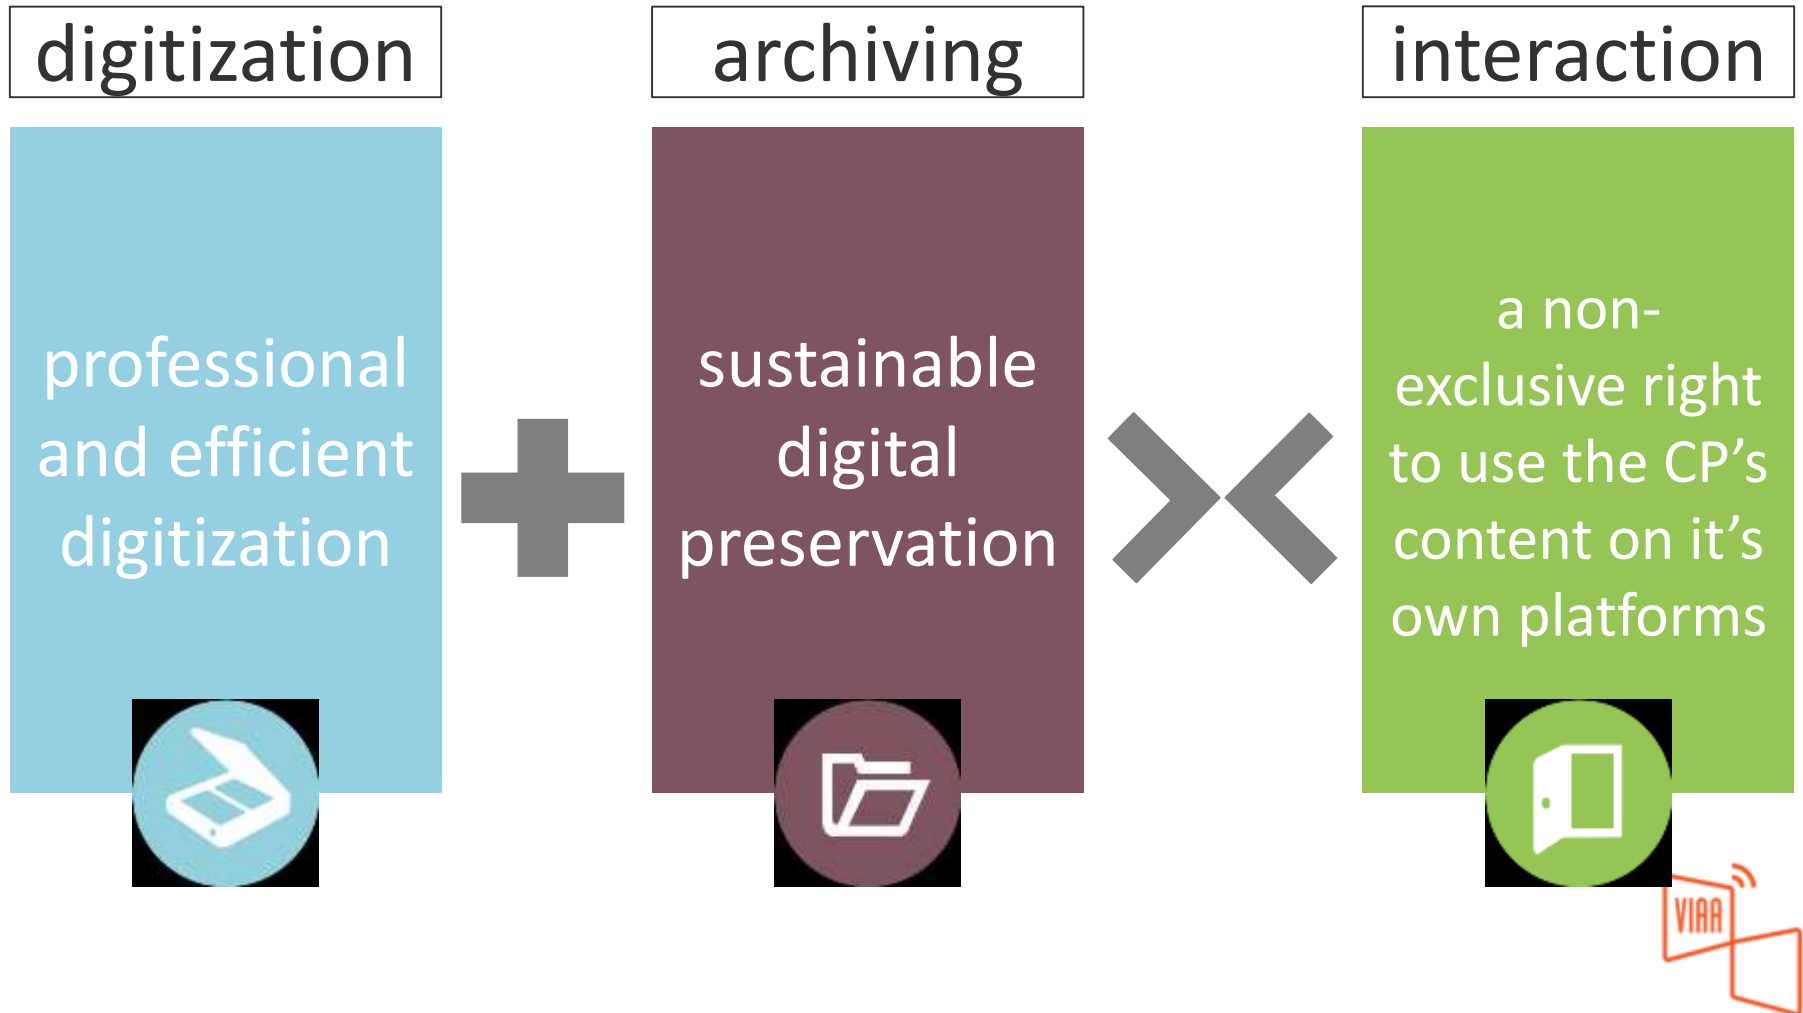 digitization
professional
and efficient
digitization
archiving
sustainable
digital
preservation
interaction
a non-
exclusive right
to use the CP’s
content on it’s
own platforms
VIAA